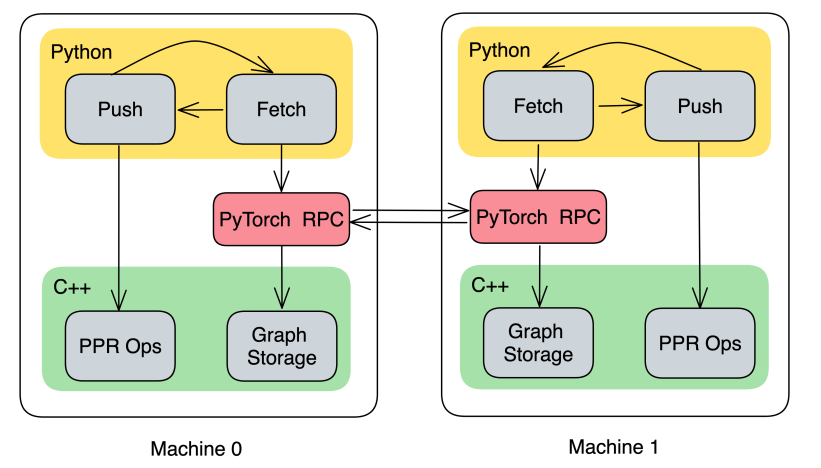 Python
Push
Fetch
PyTorch RPC
C++
PPR Ops
Graph
Storage
Machine 0
Python
Fetch
Push
PyTorch RPC
C++
Graph
Storage
PPR Ops
Machine 1